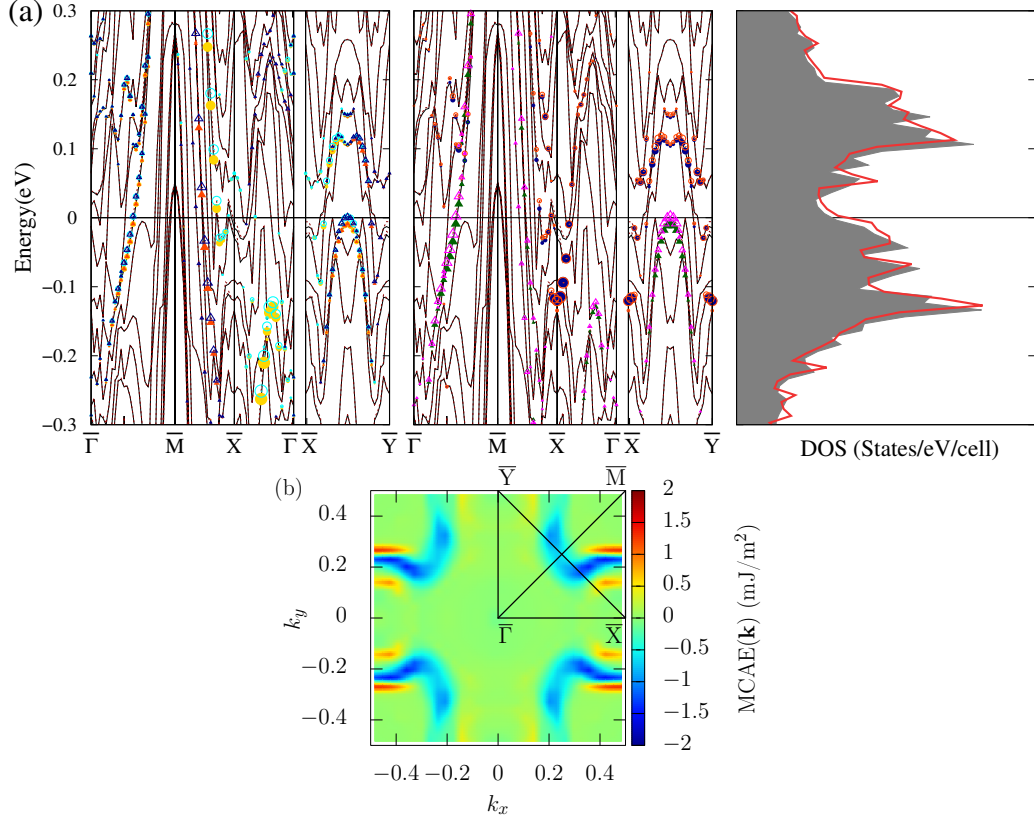 (a)
Energy(eV)
0.3
0.2
0.1
0
−0.1
−0.2
−0.3
Γ̅ M̅ X̅ Γ̅ X̅ Y̅ Γ̅ M̅ X̅ Γ̅ X̅ Y̅
DOS (States/eV/cell)
(b)
Y̅ M̅
Γ̅ X̅
k_y
0.4
0.2
0
−0.2
−0.4
−0.4 −0.2 0 0.2 0.4
k_x
2
1.5
1
0.5
0
−0.5
−1
−1.5
−2
MCAE(k) (mJ/m²)